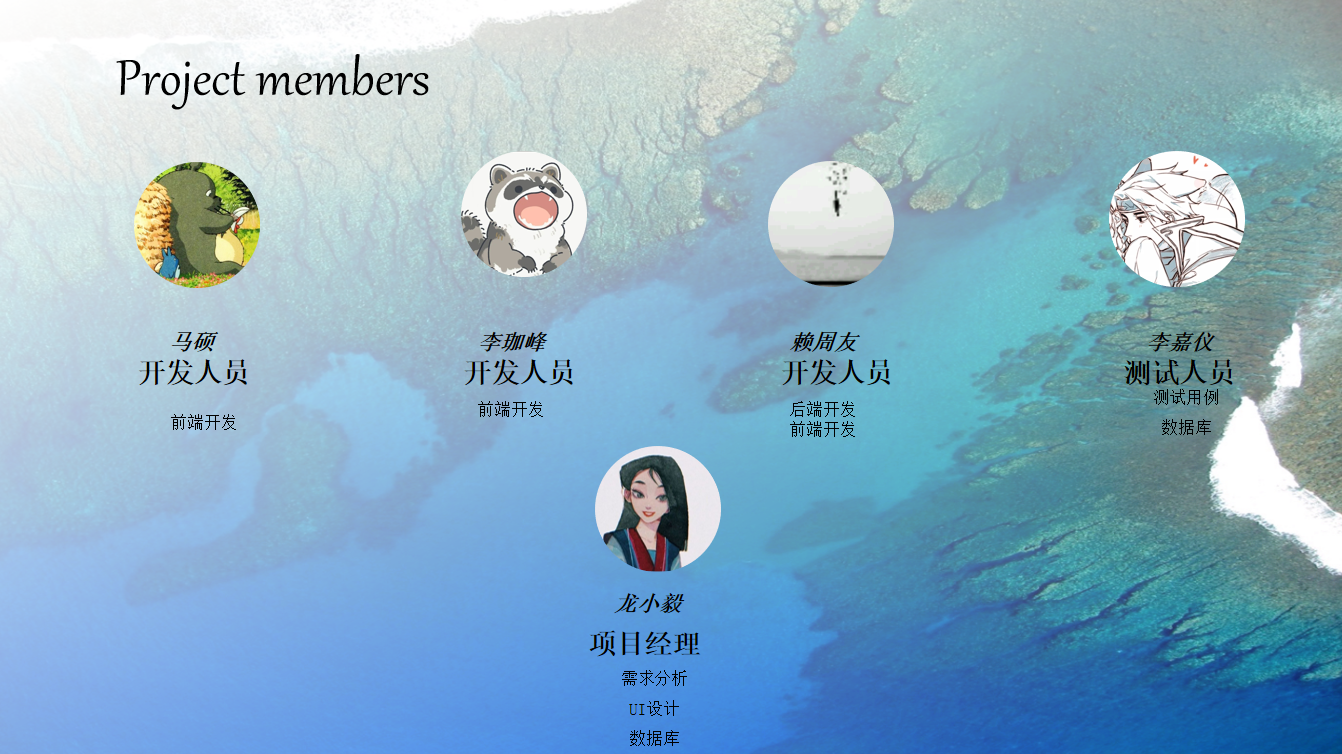 Project members
马硕
开发人员
前端开发
李珈峰
开发人员
前端开发
赖周友
开发人员
后端开发
前端开发
李嘉仪
测试人员
测试用例
数据库
龙小毅
项目经理
需求分析
UI设计
数据库